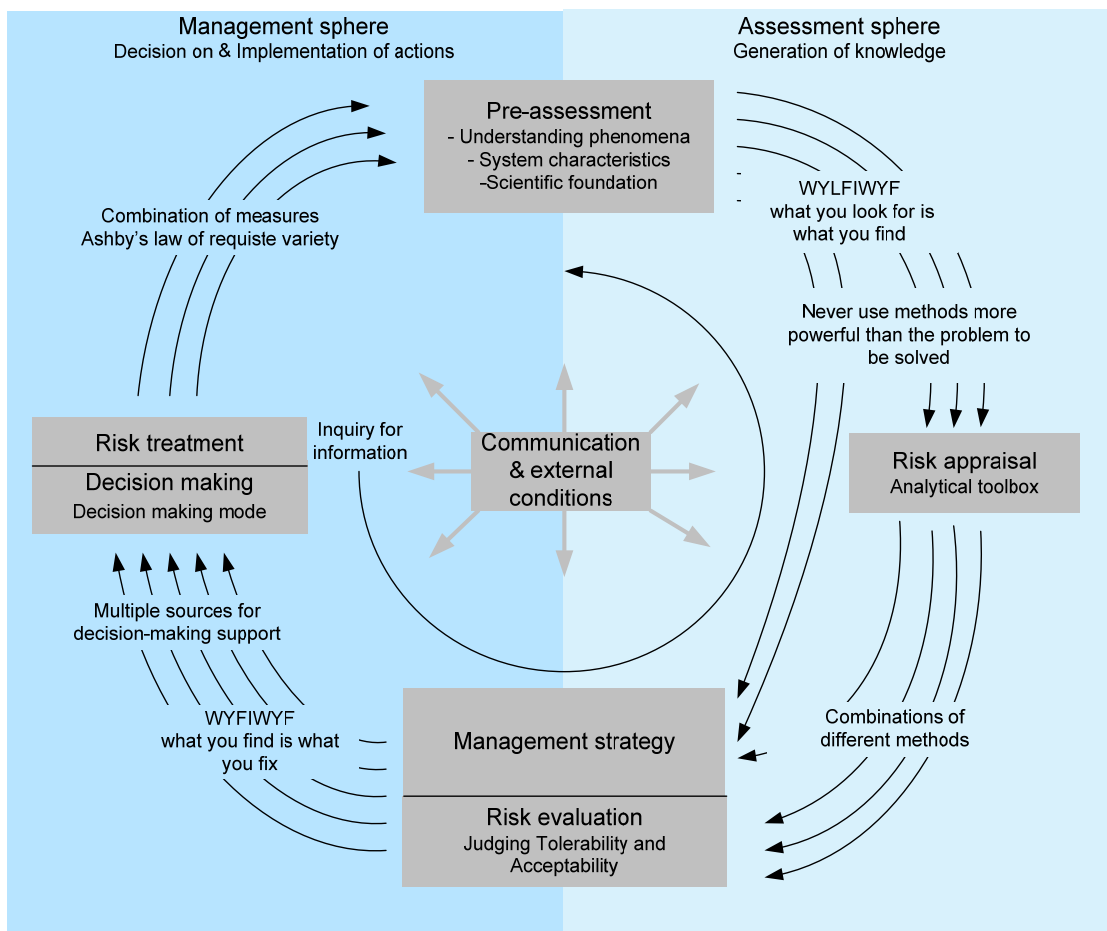 Management sphere
Decision on & Implementation of actions
Assessment sphere
Generation of knowledge
Pre-assessment
- Understanding phenomena
- System characteristics
-Scientific foundation
-
-
WYLFIWYF
what you look for is
what you find
Combination of measures
Ashby's law of requiste variety
Never use methods more
powerful than the problem to
be solved
Risk treatment
Decision making
Decision making mode
Inquiry for
information
Communication
& external
conditions
Risk appraisal
Analytical toolbox
Multiple sources for
decision-making support
WYFIWYF
what you find is what
you fix
Management strategy
Risk evaluation
Judging Tolerability and
Acceptability
Combinations of
different methods